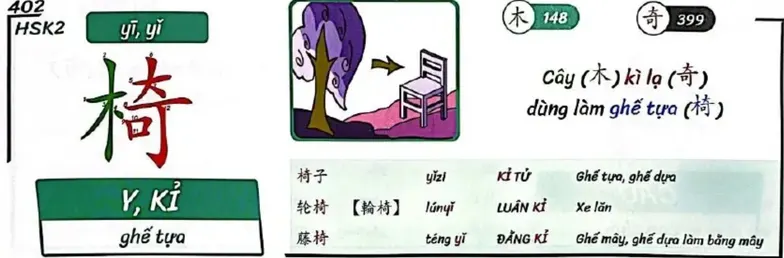 402
HSK2
yī, yǐ
椅
Y, KỈ
ghế tựa
木 148
奇 399
Cây (木) kì lạ (奇)
dùng làm ghế tựa (椅)
椅子 yǐzi KỈ TỬ Ghế tựa, ghế dựa
轮椅 【輪椅】 lúnyǐ LUÂN KỈ Xe lăn
藤椅 téng yǐ ĐẰNG KỈ Ghế mây, ghế dựa làm bằng mây